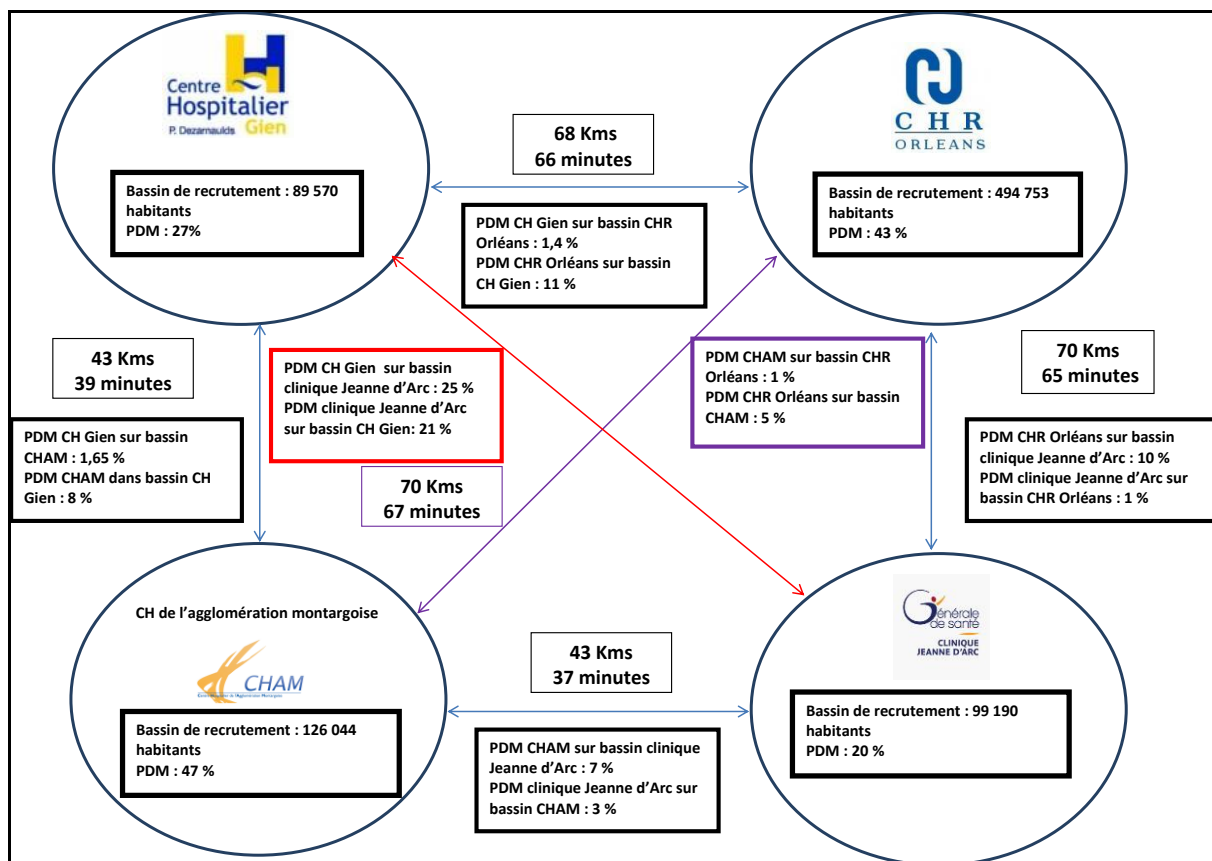 Centre
Hospitalier
P. Dezarnaulds Gien
Bassin de recrutement : 89 570
habitants
PDM : 27%
68 Kms
66 minutes
CHR
ORLEANS
Bassin de recrutement : 494 753
habitants
PDM : 43 %
PDM CH Gien sur bassin CHR
Orléans : 1,4 %
PDM CHR Orléans sur bassin
CH Gien : 11 %
43 Kms
39 minutes
PDM CH Gien sur bassin
clinique Jeanne d’Arc : 25 %
PDM clinique Jeanne d’Arc
sur bassin CH Gien: 21 %
PDM CHAM sur bassin CHR
Orléans : 1 %
PDM CHR Orléans sur bassin
CHAM : 5 %
70 Kms
65 minutes
PDM CH Gien sur bassin
CHAM : 1,65 %
PDM CHAM dans bassin CH
Gien : 8 %
70 Kms
67 minutes
PDM CHR Orléans sur bassin
clinique Jeanne d’Arc : 10 %
PDM clinique Jeanne d’Arc sur
bassin CHR Orléans : 1 %
CH de l’agglomération montargoise
CHAM
Bassin de recrutement : 126 044
habitants
PDM : 47 %
43 Kms
37 minutes
PDM CHAM sur bassin clinique
Jeanne d’Arc : 7 %
PDM clinique Jeanne d’Arc sur
bassin CHAM : 3 %
Générale
de santé
CLINIQUE
JEANNE D'ARC
Bassin de recrutement : 99 190
habitants
PDM : 20 %